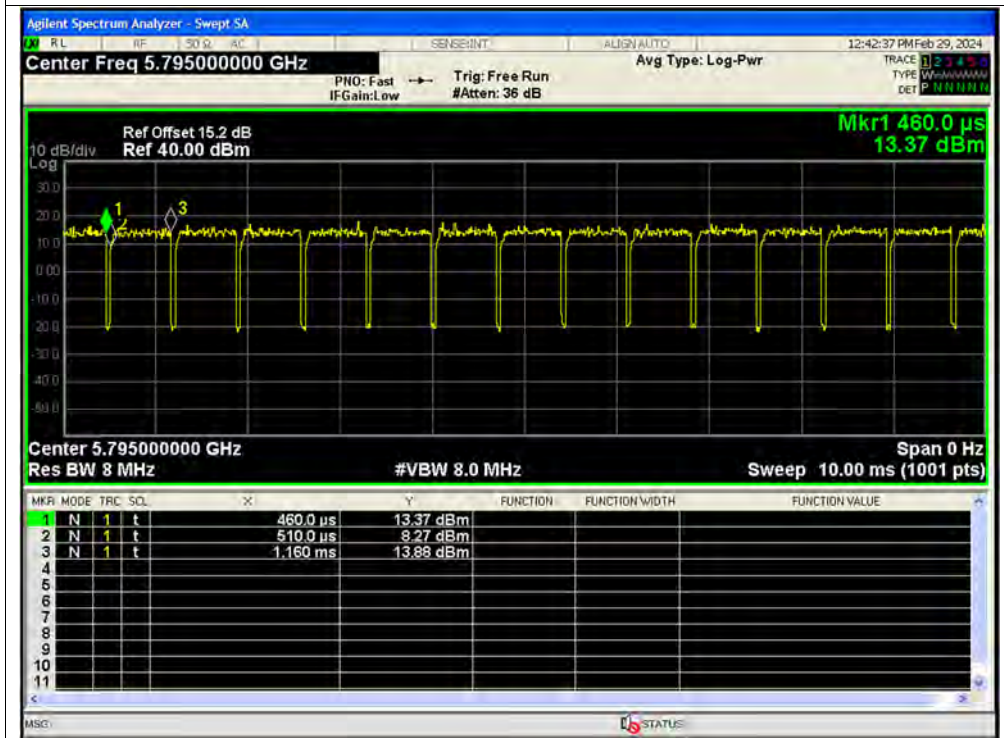 Agilent Spectrum Analyzer - Swept SA
RL RF 50 Ω AC SENSE:INT ALIGN AUTO 12:42:37 PM Feb 29, 2024
Center Freq 5.795000000 GHz Avg Type: Log-Pwr TRACE 1 2 3 4 5 6
PNO: Fast Trig: Free Run TYPE W
IFGain:Low #Atten: 36 dB DET P N N N N N
Mkr1 460.0 µs
13.37 dBm
Ref Offset 15.2 dB
10 dB/div Ref 40.00 dBm
Log
30.0
20.0
10.0
0.00
-10.0
-20.0
-30.0
-40.0
-50.0
1
2
3
Center 5.795000000 GHz Span 0 Hz
Res BW 8 MHz #VBW 8.0 MHz Sweep 10.00 ms (1001 pts)
MKR MODE TRC SCL X Y FUNCTION FUNCTION WIDTH FUNCTION VALUE
1 N 1 t 460.0 µs 13.37 dBm
2 N 1 t 510.0 µs 8.27 dBm
3 N 1 t 1.160 ms 13.88 dBm
4
5
6
7
8
9
10
11
MSG STATUS